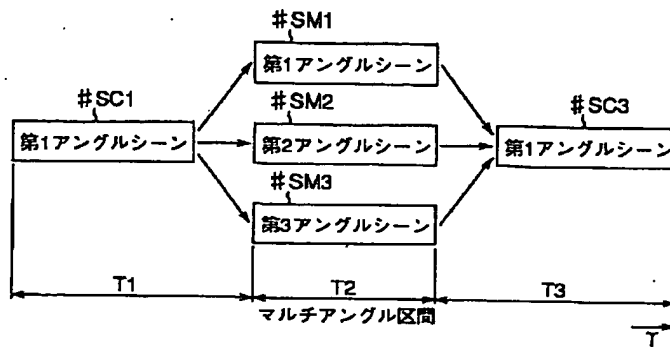 #SM1
第1アングルシーン
#SC1
第1アングルシーン
#SM2
第2アングルシーン
#SC3
第1アングルシーン
#SM3
第3アングルシーン
T1
T2
T3
マルチアングル区間
T